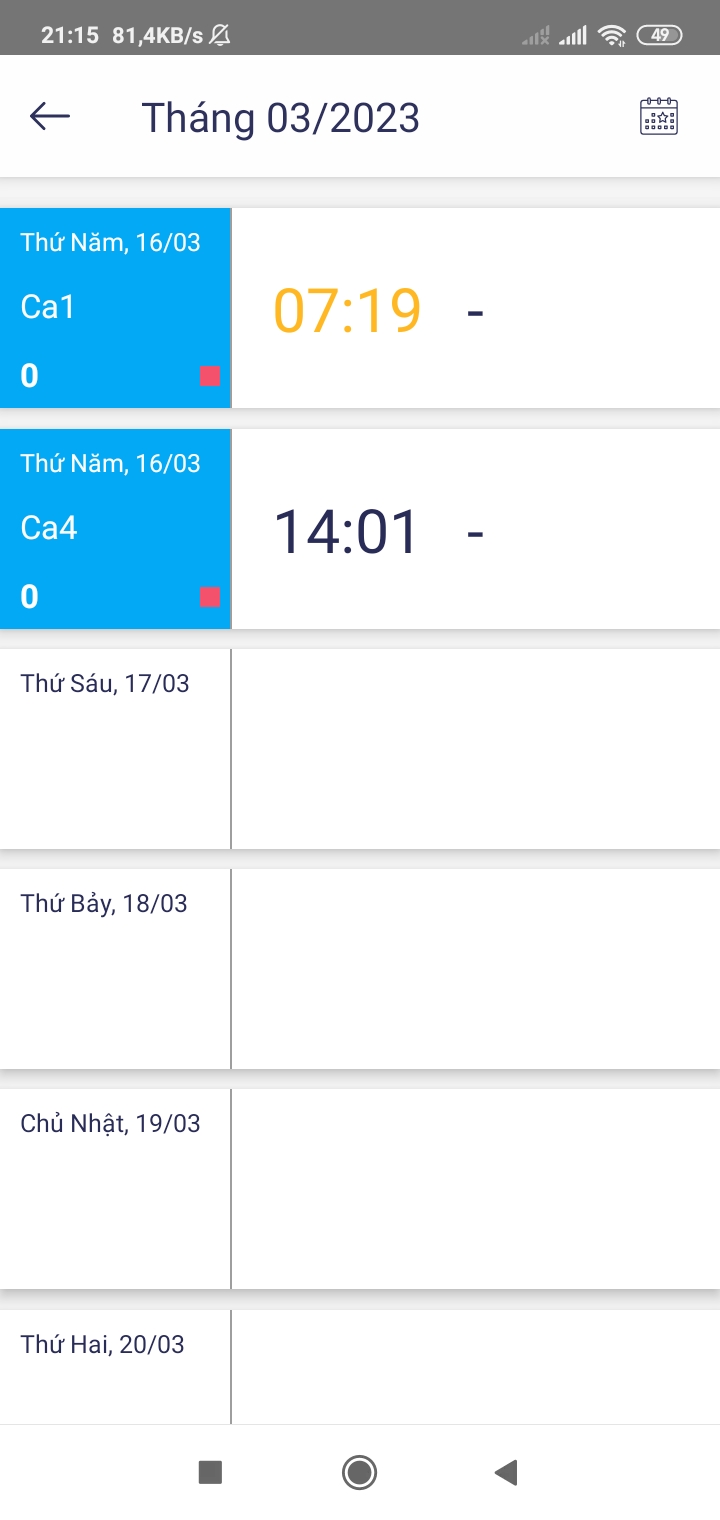 21:15 81,4KB/s 49
Tháng 03/2023
Thứ Năm, 16/03
Ca1
07:19 -
0
Thứ Năm, 16/03
Ca4
14:01 -
0
Thứ Sáu, 17/03
Thứ Bảy, 18/03
Chủ Nhật, 19/03
Thứ Hai, 20/03